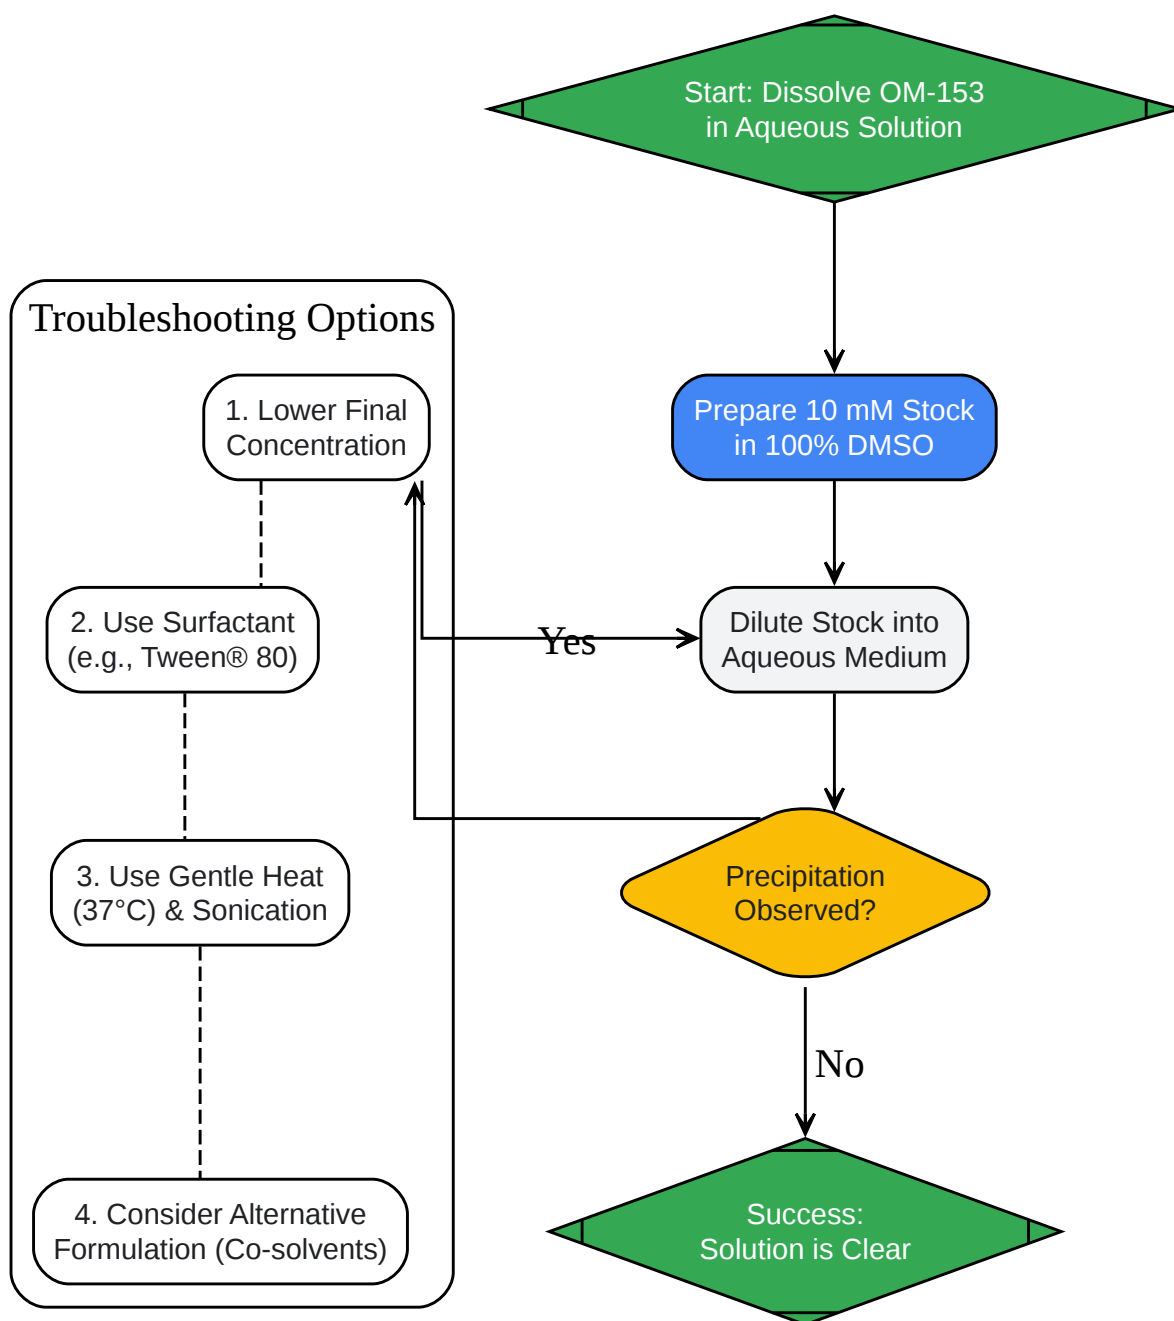 Start: Dissolve OM-153
in Aqueous Solution
Troubleshooting Options
1. Lower Final
Concentration
Prepare 10 mM Stock
in 100% DMSO
2. Use Surfactant
(e.g., Tween® 80)
Yes
Dilute Stock into
Aqueous Medium
3. Use Gentle Heat
(37°C) & Sonication
Precipitation
Observed?
No
4. Consider Alternative
Formulation (Co-solvents)
Success:
Solution is Clear